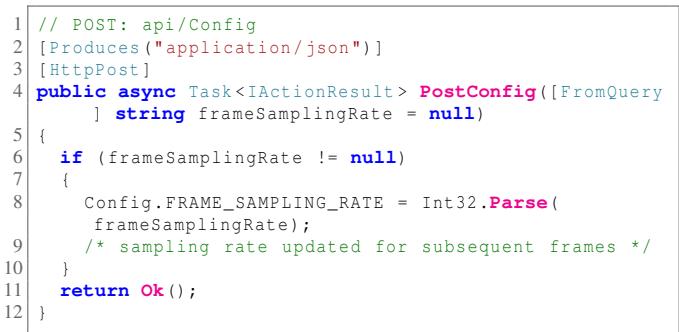 1 // POST: api/Config
2 [Produces("application/json")]
3 [HttpPost]
4 public async Task<IActionResult> PostConfig([FromQuery
] string frameSamplingRate = null)
5 {
6 if (frameSamplingRate != null)
7 {
8 Config.FRAME_SAMPLING_RATE = Int32.Parse(
frameSamplingRate);
9 /* sampling rate updated for subsequent frames */
10 }
11 return Ok();
12 }